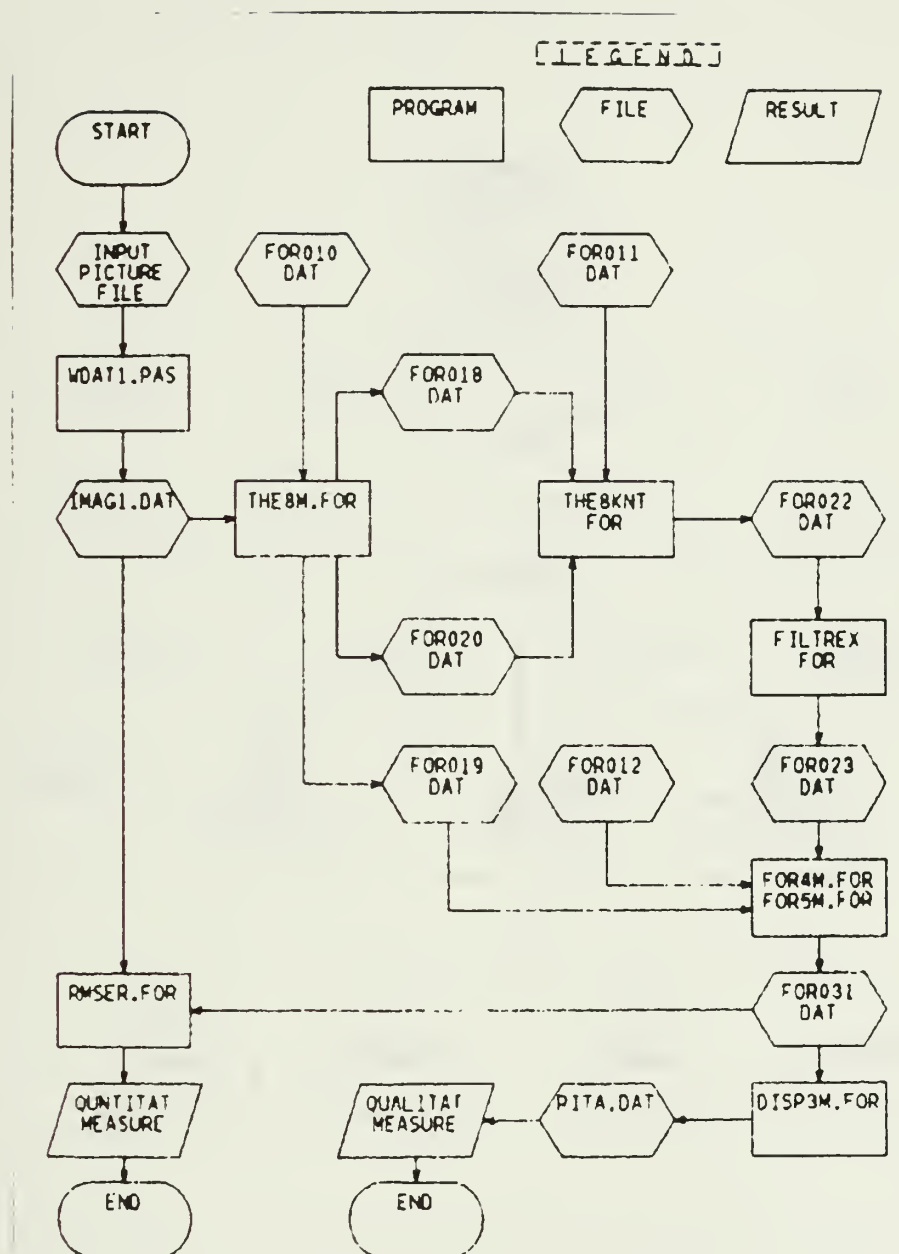 LEGEND
PROGRAM
FILE
RESULT
START
INPUT
PICTURE
FILE
FOR010
DAT
FOR011
DAT
WDAT1.PAS
FOR018
DAT
IMAG1.DAT
THE8M.FOR
THE8KNT
FOR
FOR022
DAT
FOR020
DAT
FILTREX
FOR
FOR019
DAT
FOR012
DAT
FOR023
DAT
FOR4M.FOR
FOR5M.FOR
RMSER.FOR
FOR031
DAT
QUNTITAT
MEASURE
QUALITAT
MEASURE
PITA.DAT
DISP3M.FOR
END
END